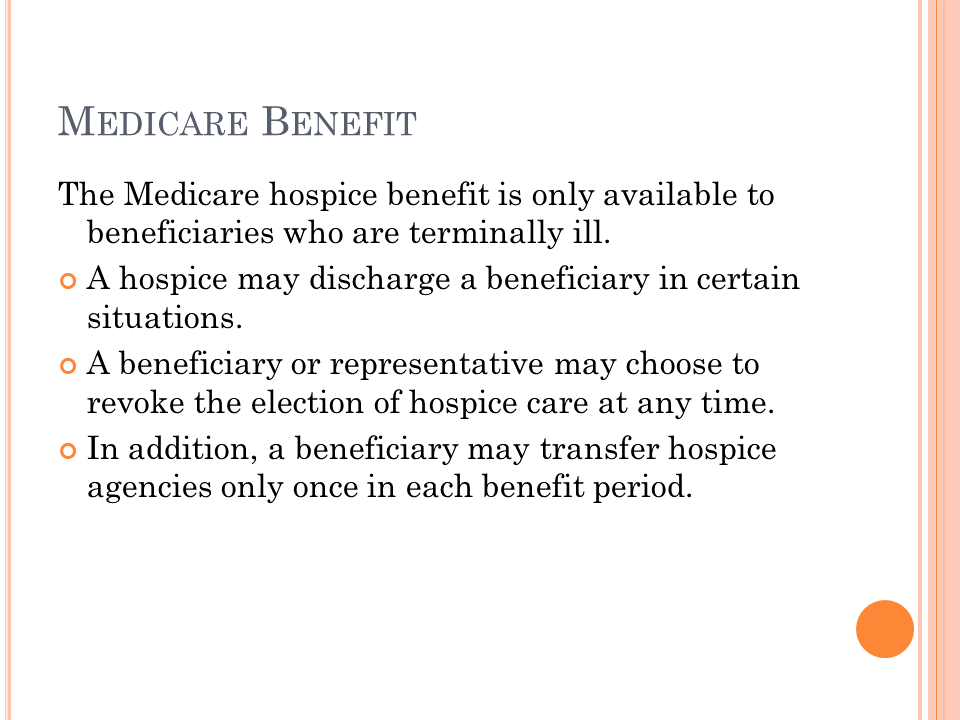 MEDICARE BENEFIT
The Medicare hospice benefit is only available to
beneficiaries who are terminally ill.
A hospice may discharge a beneficiary in certain
situations.
A beneficiary or representative may choose to
revoke the election of hospice care at any time.
In addition, a beneficiary may transfer hospice
agencies only once in each benefit period.